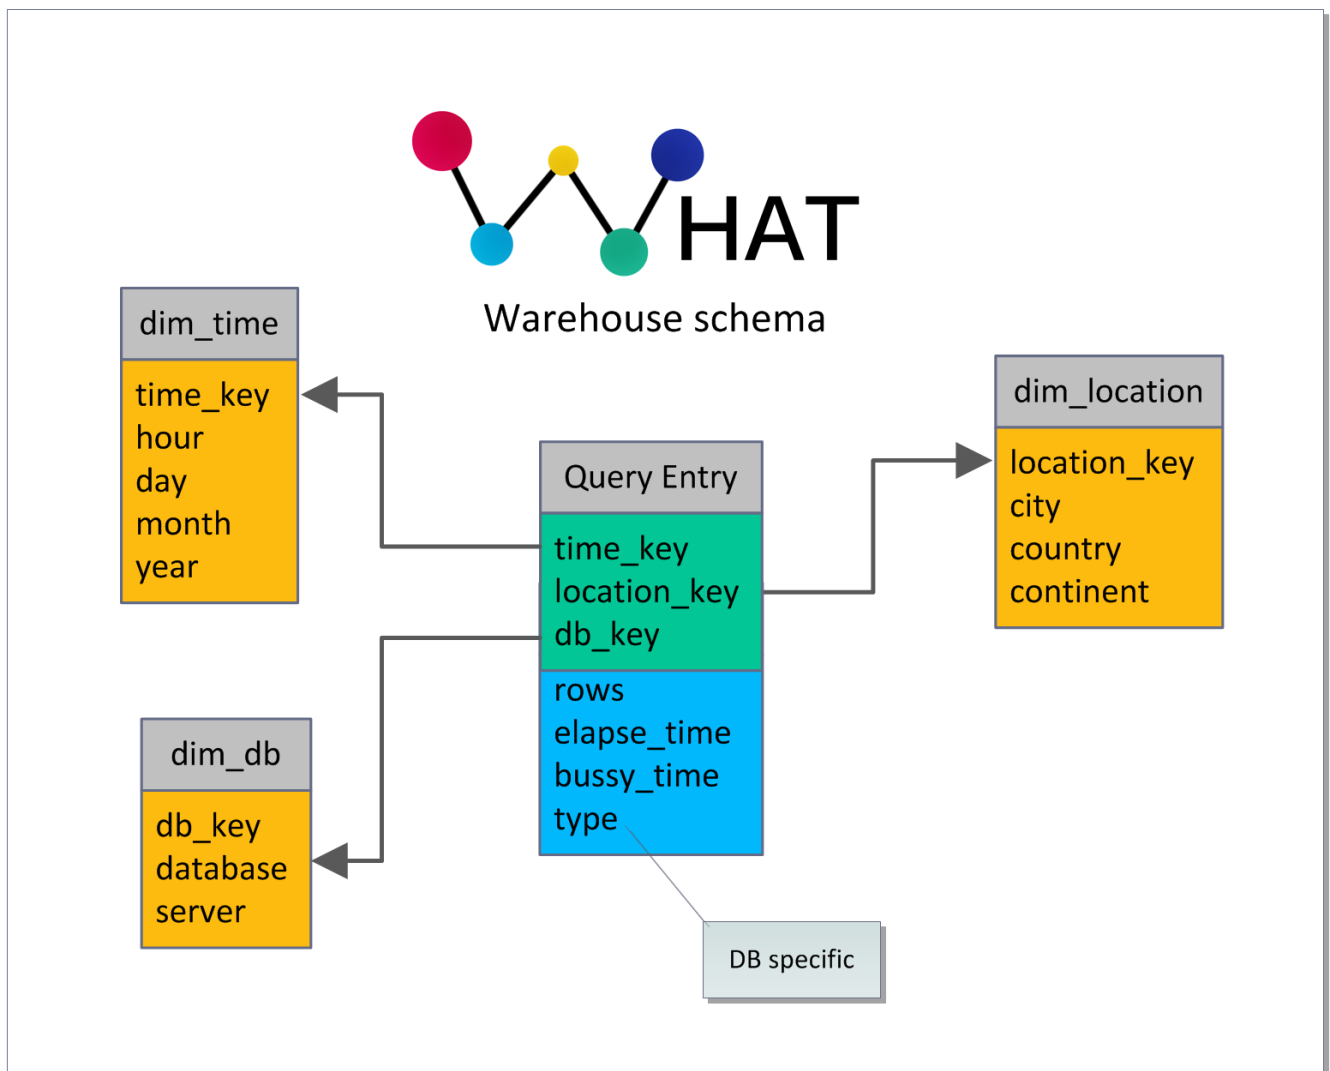 WHAT
Warehouse schema
dim_time
time_key
hour
day
month
year
dim_location
location_key
city
country
continent
Query Entry
time_key
location_key
db_key
rows
elapse_time
bussy_time
type
dim_db
db_key
database
server
DB specific